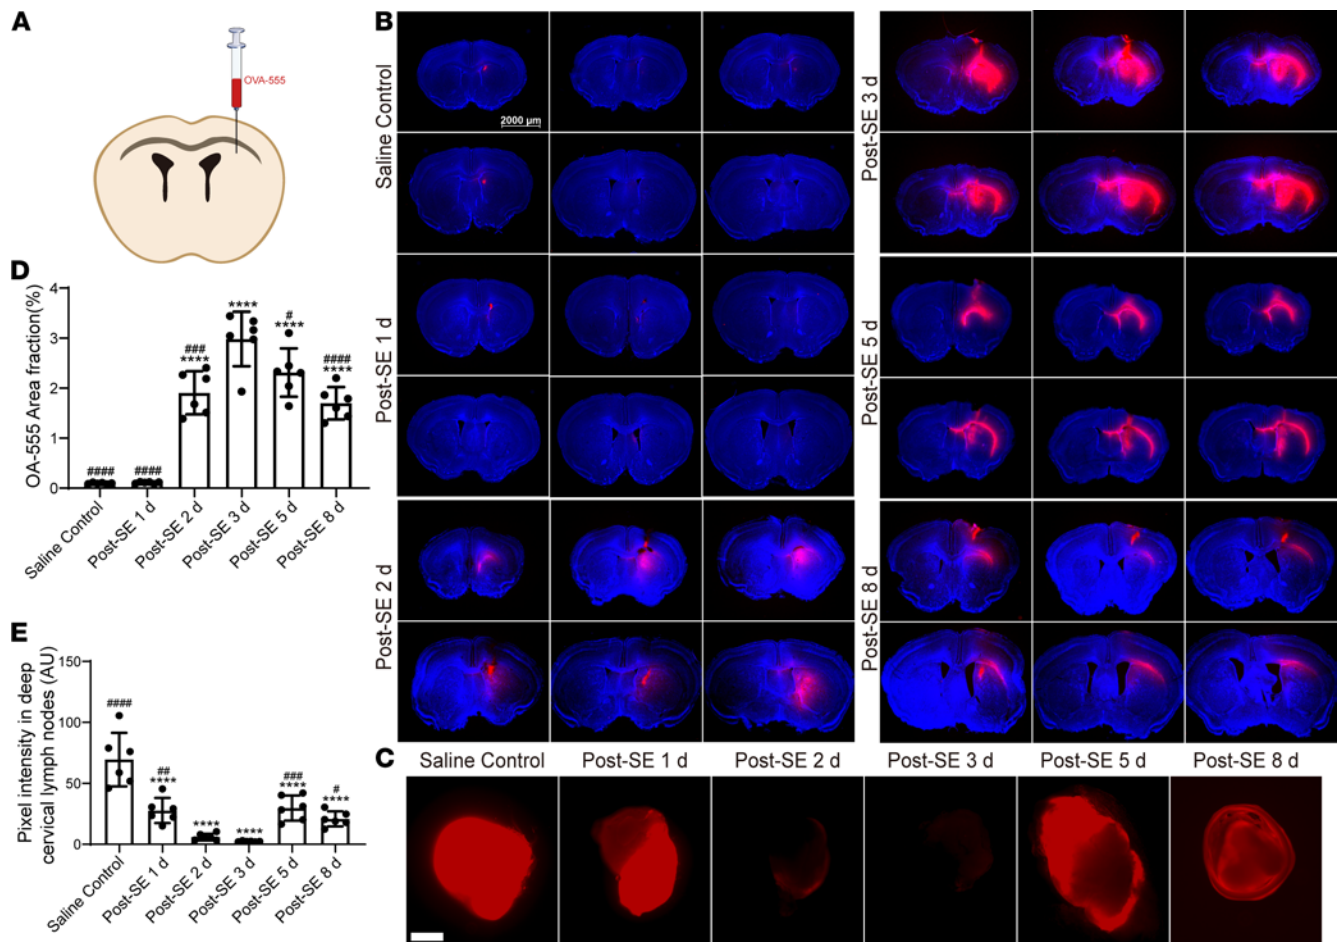 A
OVA-555
B
Saline Control
2000 µm
Post-SE 1 d
Post-SE 2 d
Post-SE 3 d
Post-SE 5 d
Post-SE 8 d
D
OA-555 Area fraction(%)
4
3
2
1
0
####
####
###
****
****
#
****
####
****
Saline Control
Post-SE 1 d
Post-SE 2 d
Post-SE 3 d
Post-SE 5 d
Post-SE 8 d
E
Pixel intensity in deep
cervical lymph nodes (AU)
150
100
50
0
####
##
****
****
****
###
****
#
****
Saline Control
Post-SE 1 d
Post-SE 2 d
Post-SE 3 d
Post-SE 5 d
Post-SE 8 d
C
Saline Control
Post-SE 1 d
Post-SE 2 d
Post-SE 3 d
Post-SE 5 d
Post-SE 8 d